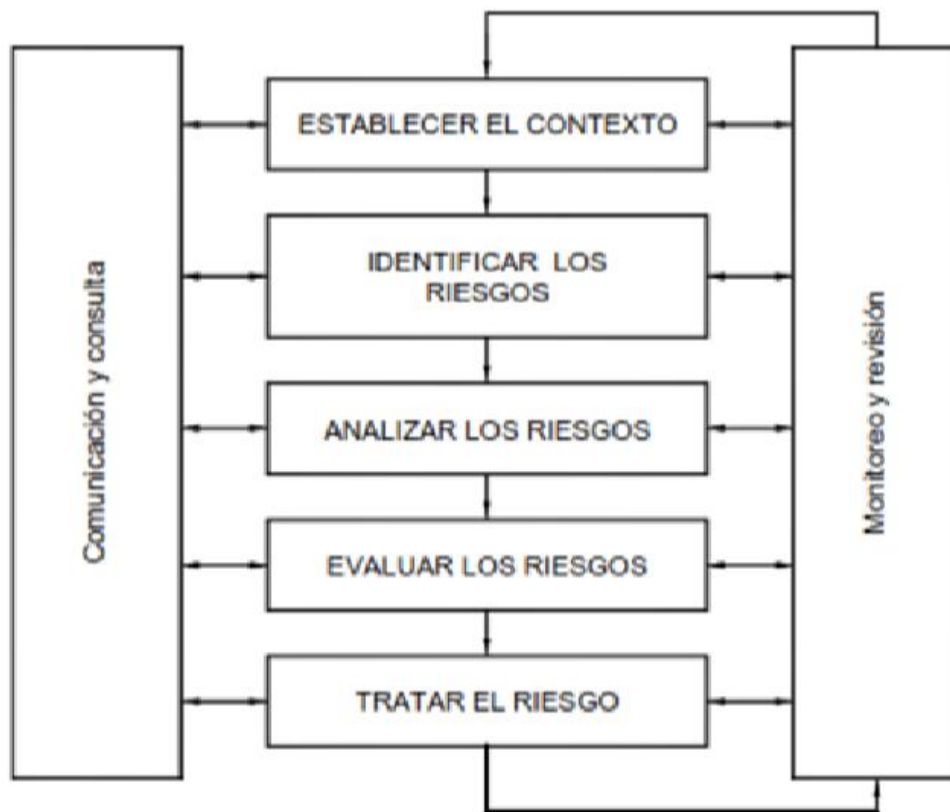 ESTABLECER EL CONTEXTO
IDENTIFICAR LOS
RIESGOS
ANALIZAR LOS RIESGOS
EVALUAR LOS RIESGOS
TRATAR EL RIESGO
Comunicación y consulta
Monitoreo y revisión